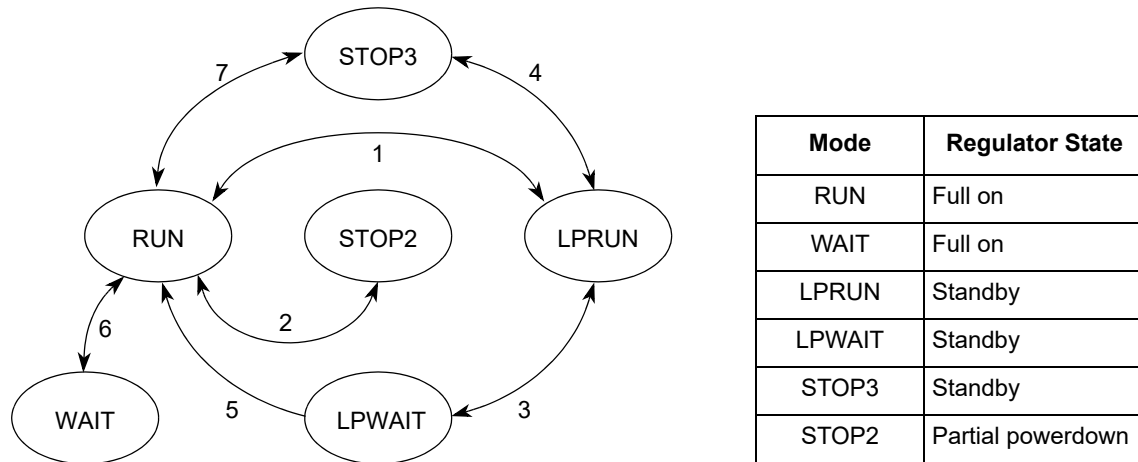 STOP3
7
4
1
RUN
STOP2
LPRUN
2
6
WAIT
5
LPWAIT
3
Mode Regulator State
RUN Full on
WAIT Full on
LPRUN Standby
LPWAIT Standby
STOP3 Standby
STOP2 Partial powerdown